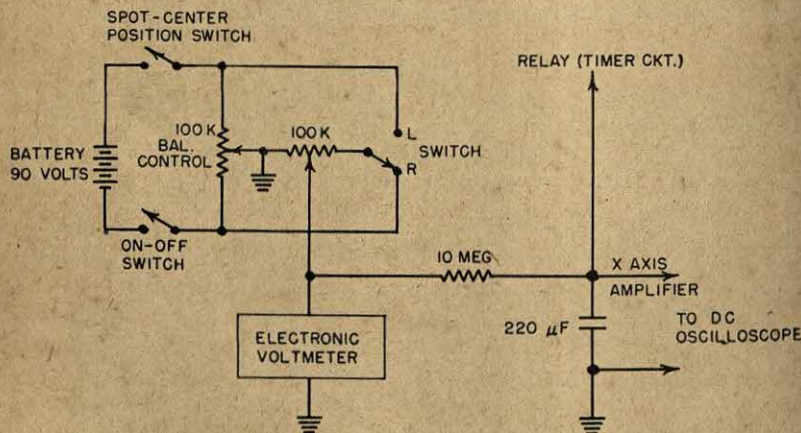 SPOT-CENTER
POSITION SWITCH
RELAY (TIMER CKT.)
100 K
BAL.
CONTROL
100 K
L
SWITCH
R
BATTERY
90 VOLTS
ON-OFF
SWITCH
10 MEG
X AXIS
AMPLIFIER
220 μF
TO DC
OSCILLOSCOPE
ELECTRONIC
VOLTMETER